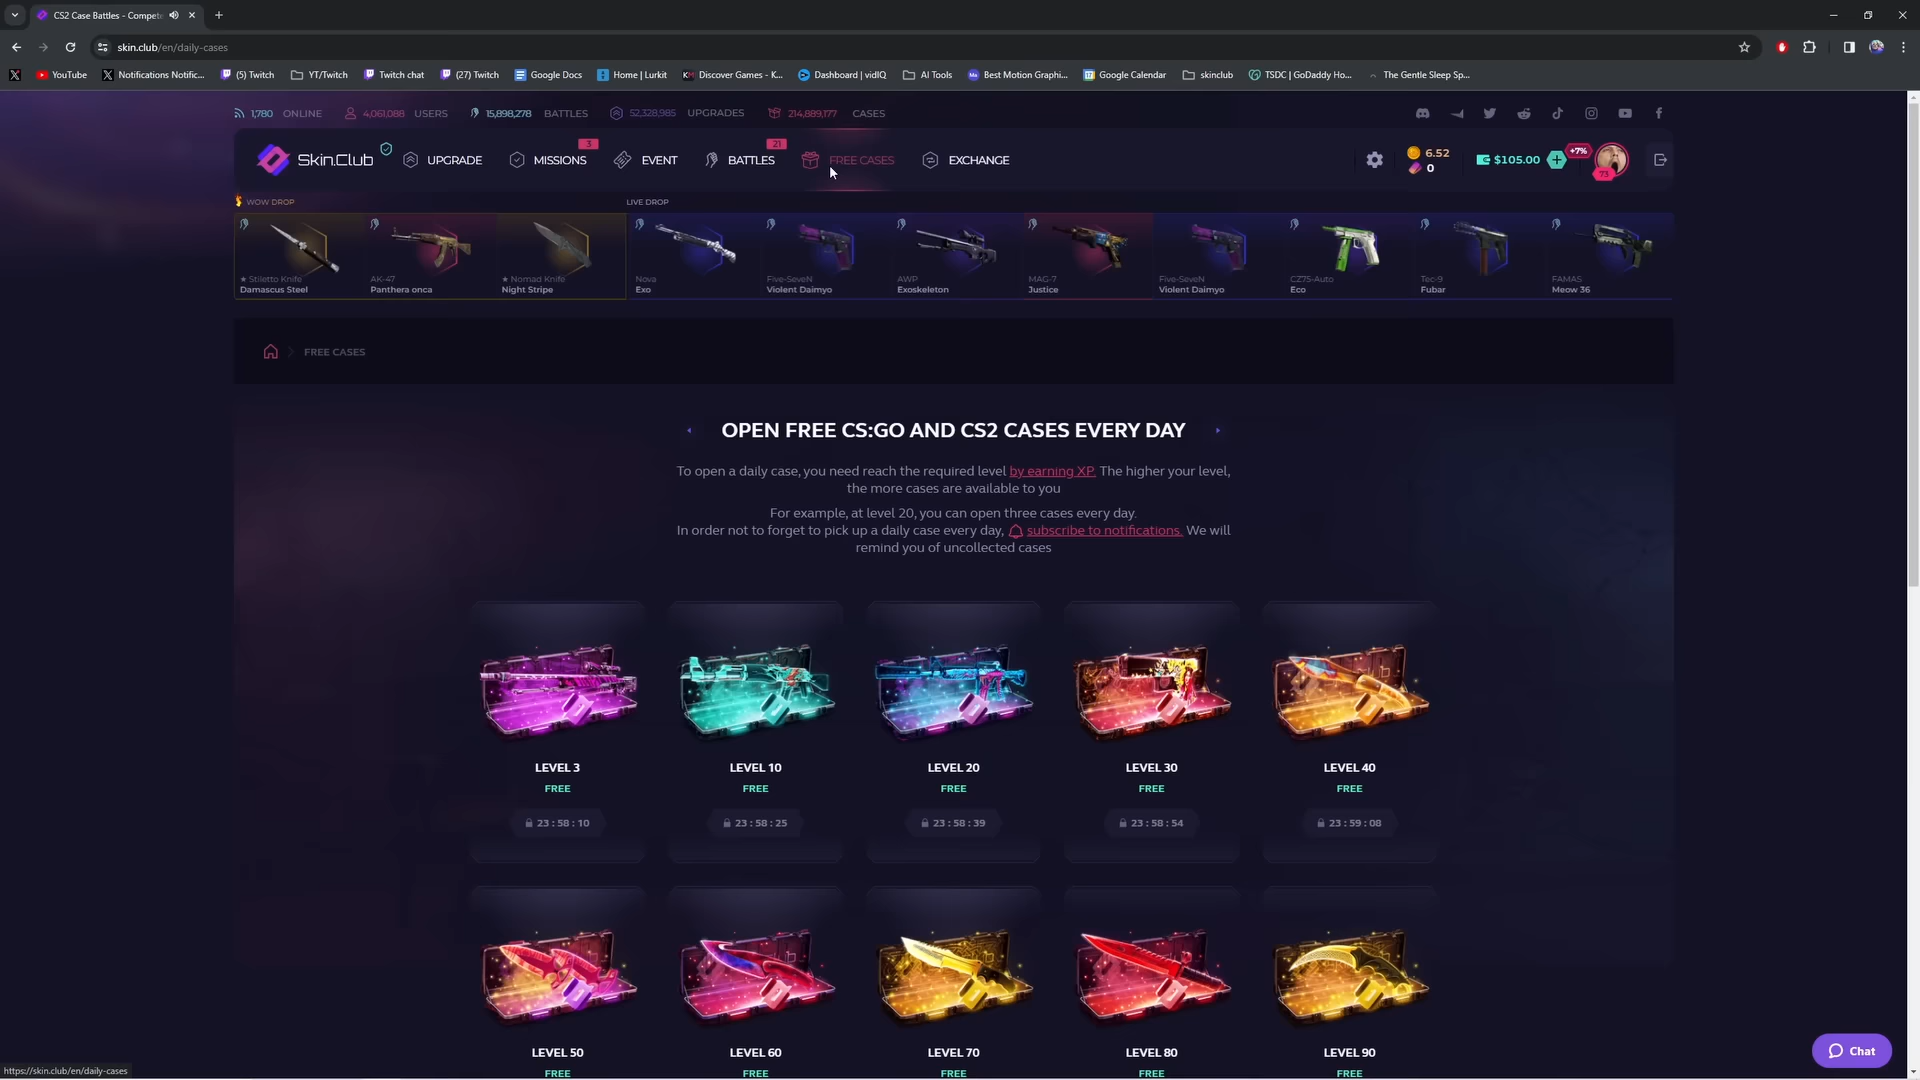 CS2 Case Battles - Compete
skin.club/en/daily-cases
YouTube
Notifications Notific...
(5) Twitch
YT/Twitch
Twitch chat
(27) Twitch
Google Docs
Home | Lurkit
Discover Games - K...
Dashboard | vidIQ
AI Tools
Best Motion Graphi...
Google Calendar
skinclub
TSDC | GoDaddy Ho...
The Gentle Sleep Sp...
1,780 ONLINE 4,061,088 USERS 15,898,278 BATTLES 52,328,985 UPGRADES 214,889,177 CASES
Skin.Club
UPGRADE
MISSIONS 3
EVENT
BATTLES 21
FREE CASES
EXCHANGE
6.52
0
$105.00
+7%
73
WOW DROP
LIVE DROP
★ Stiletto Knife
Damascus Steel
AK-47
Panthera onca
★ Nomad Knife
Night Stripe
Nova
Exo
Five-SeveN
Violent Daimyo
AWP
Exoskeleton
MAG-7
Justice
Five-SeveN
Violent Daimyo
CZ75-Auto
Eco
Tec-9
Fubar
FAMAS
Meow 36
FREE CASES
OPEN FREE CS:GO AND CS2 CASES EVERY DAY
To open a daily case, you need reach the required level by earning XP. The higher your level,
the more cases are available to you
For example, at level 20, you can open three cases every day.
In order not to forget to pick up a daily case every day, subscribe to notifications. We will
remind you of uncollected cases
LEVEL 3
FREE
23 : 58 : 10
LEVEL 10
FREE
23 : 58 : 25
LEVEL 20
FREE
23 : 58 : 39
LEVEL 30
FREE
23 : 58 : 54
LEVEL 40
FREE
23 : 59 : 08
LEVEL 50
FREE
LEVEL 60
FREE
LEVEL 70
FREE
LEVEL 80
FREE
LEVEL 90
FREE
Chat
https://skin.club/en/daily-cases